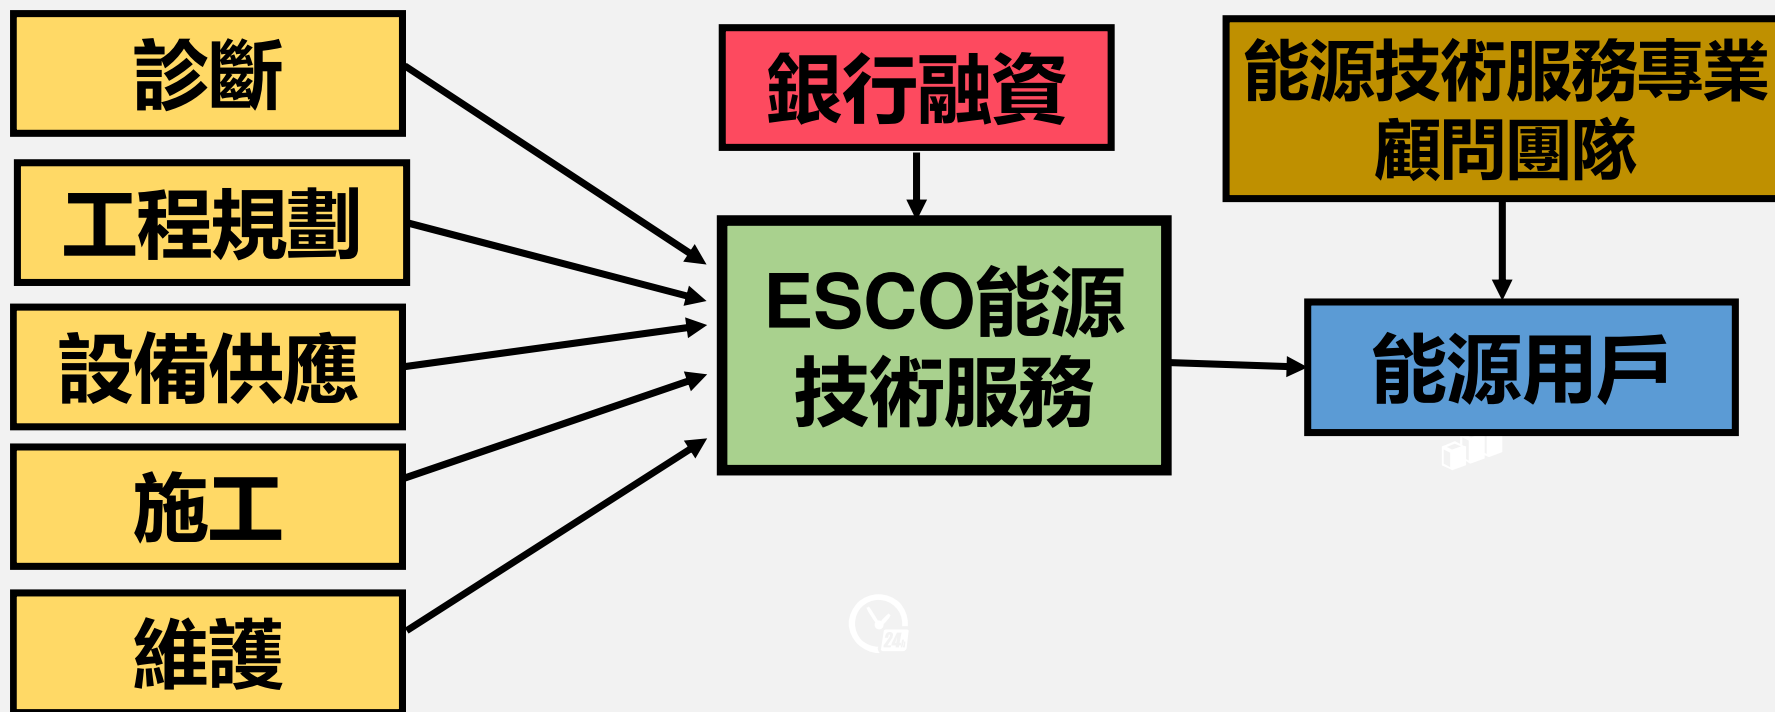 診斷
工程規劃
設備供應
施工
維護
銀行融資
ESCO能源
技術服務
能源技術服務專業
顧問團隊
能源用戶